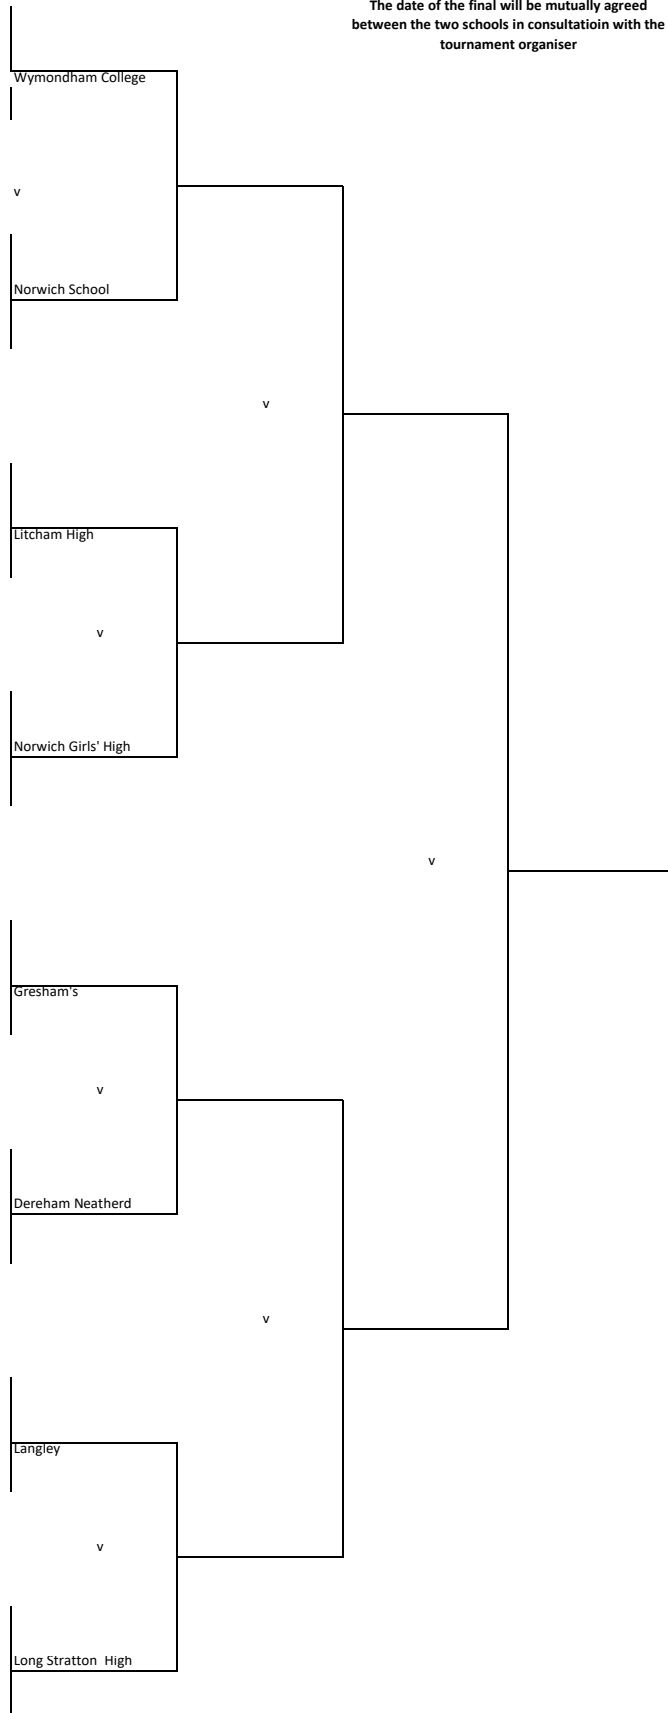 The date of the final will be mutually agreed
between the two schools in consultatioin with the
tournament organiser
Wymondham College
v
Norwich School
v
Litcham High
v
Norwich Girls' High
v
Gresham's
v
Dereham Neatherd
v
Langley
v
Long Stratton  High